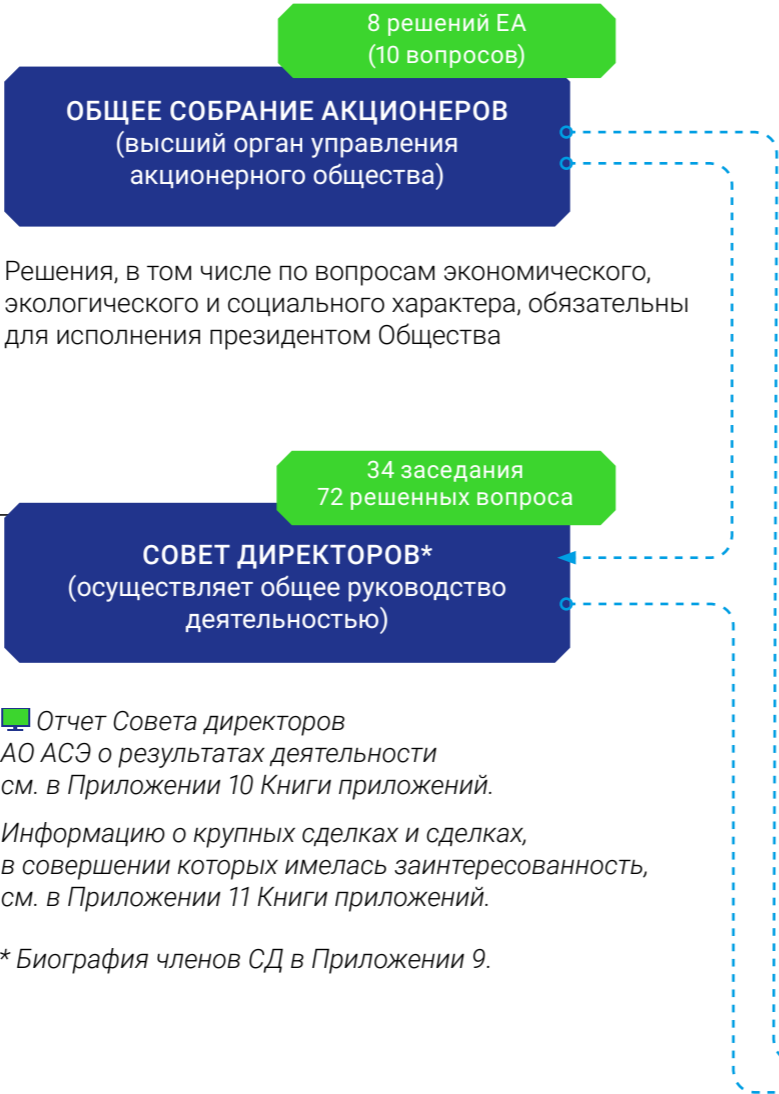 8 решений ЕА
(10 вопросов)
ОБЩЕЕ СОБРАНИЕ АКЦИОНЕРОВ
(высший орган управления
акционерного общества)
Решения, в том числе по вопросам экономического,
экологического и социального характера, обязательны
для исполнения президентом Общества
34 заседания
72 решенных вопроса
СОВЕТ ДИРЕКТОРОВ*
(осуществляет общее руководство
деятельностью)
Отчет Совета директоров
АО АСЭ о результатах деятельности
см. в Приложении 10 Книги приложений.
Информацию о крупных сделках и сделках,
в совершении которых имелась заинтересованность,
см. в Приложении 11 Книги приложений.
* Биография членов СД в Приложении 9.